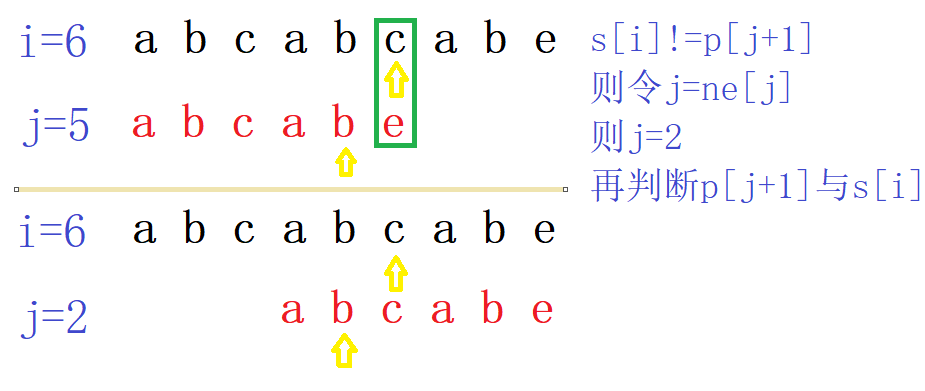 i=6 a b c a b c a b e
j=5 a b c a b e
s[i]!=p[j+1]
则令j=ne[j]
则j=2
再判断p[j+1]与s[i]
i=6 a b c a b c a b e
j=2 a b c a b e